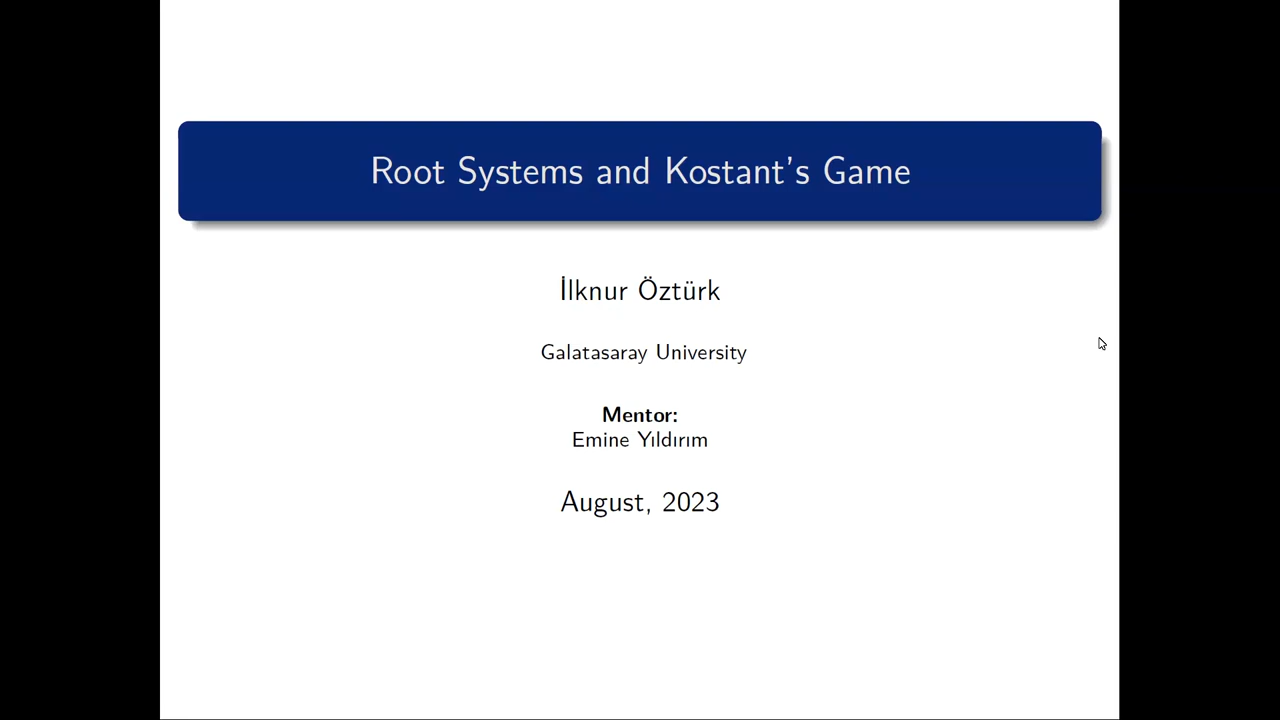 Root Systems and Kostant's Game
İlknur Öztürk
Galatasaray University
Mentor:
Emine Yıldırım
August, 2023